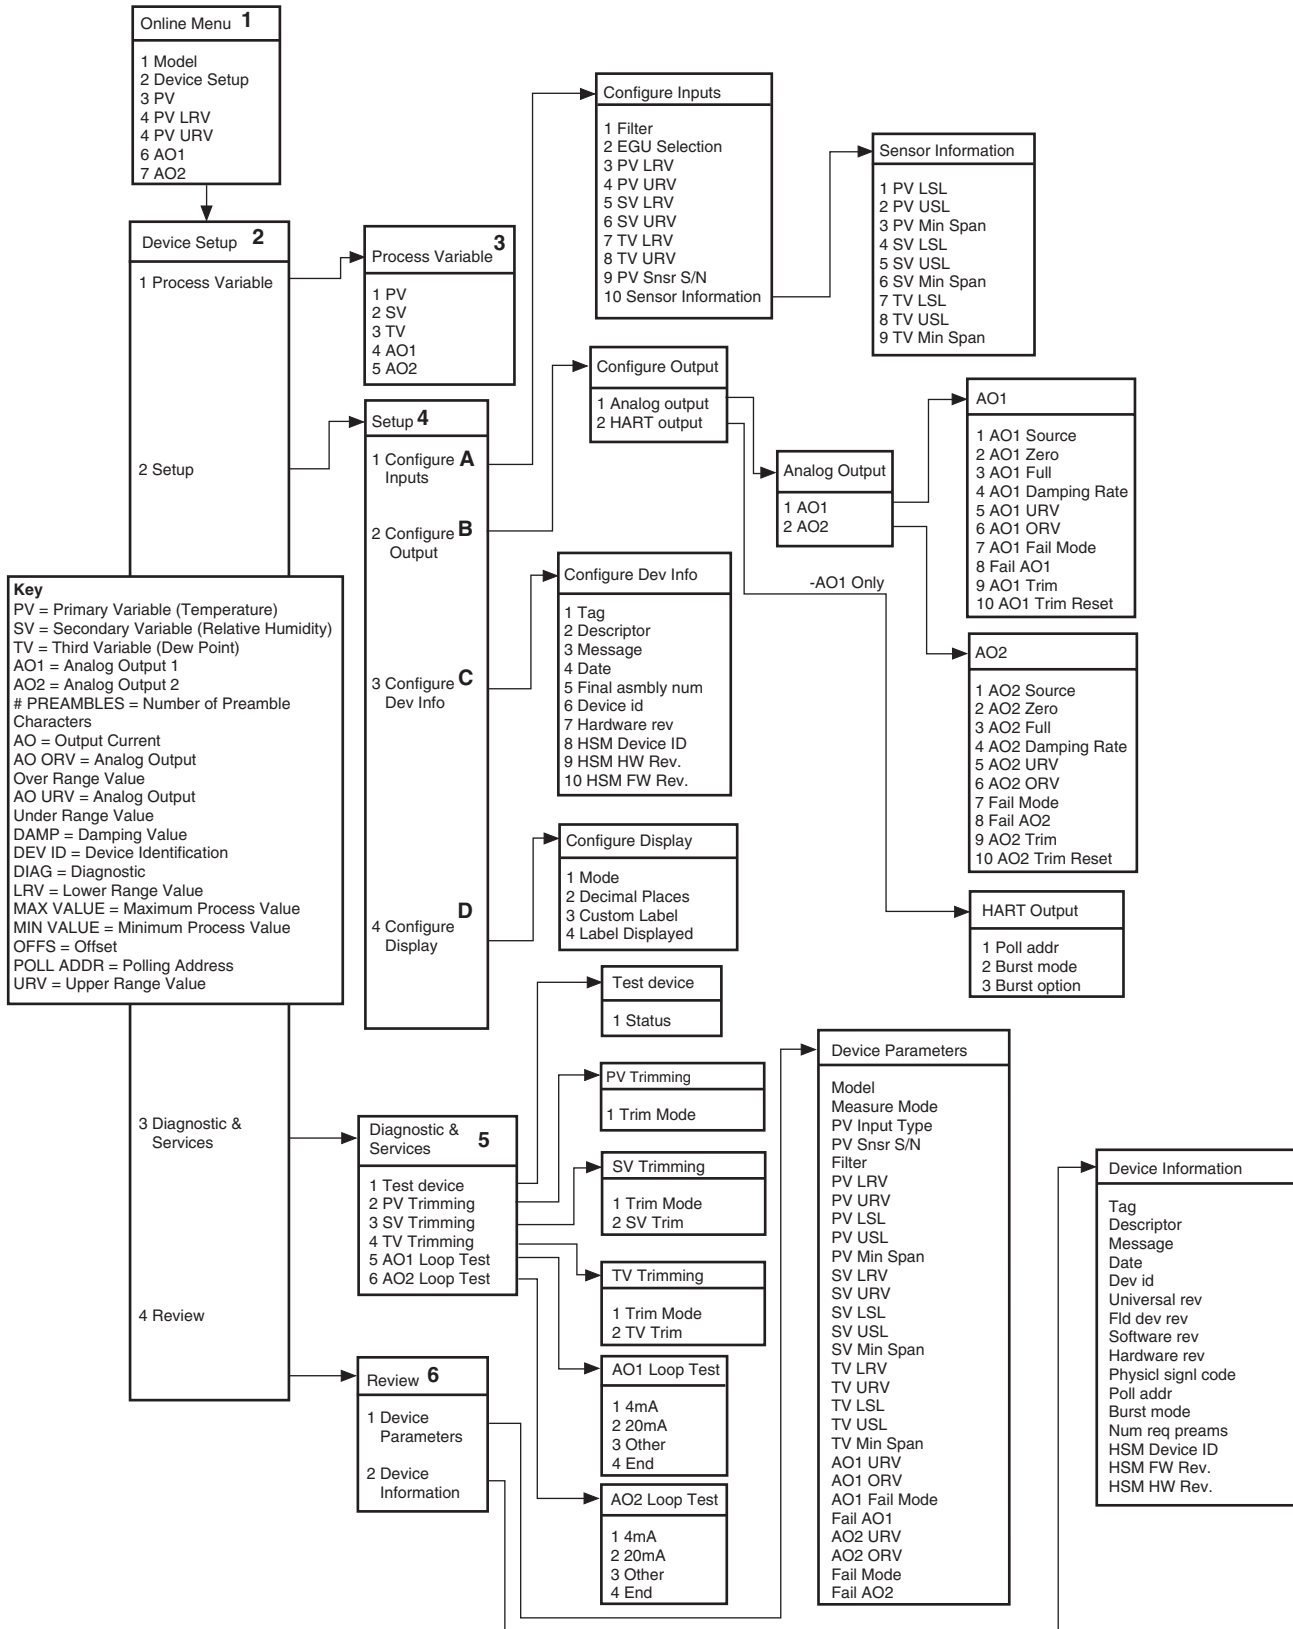 Online Menu 1
1 Model
2 Device Setup
3 PV
4 PV LRV
4 PV URV
6 AO1
7 AO2
Device Setup 2
1 Process Variable
2 Setup
3 Diagnostic &
Services
4 Review
Key
PV = Primary Variable (Temperature)
SV = Secondary Variable (Relative Humidity)
TV = Third Variable (Dew Point)
AO1 = Analog Output 1
AO2 = Analog Output 2
# PREAMBLES = Number of Preamble
Characters
AO = Output Current
AO ORV = Analog Output
Over Range Value
AO URV = Analog Output
Under Range Value
DAMP = Damping Value
DEV ID = Device Identification
DIAG = Diagnostic
LRV = Lower Range Value
MAX VALUE = Maximum Process Value
MIN VALUE = Minimum Process Value
OFFS = Offset
POLL ADDR = Polling Address
URV = Upper Range Value
Process Variable 3
1 PV
2 SV
3 TV
4 AO1
5 AO2
Setup 4
1 Configure A
Inputs
2 Configure B
Output
3 Configure C
Dev Info
4 Configure D
Display
Configure Inputs
1 Filter
2 EGU Selection
3 PV LRV
4 PV URV
5 SV LRV
6 SV URV
7 TV LRV
8 TV URV
9 PV Snsr S/N
10 Sensor Information
Sensor Information
1 PV LSL
2 PV USL
3 PV Min Span
4 SV LSL
5 SV USL
6 SV Min Span
7 TV LSL
8 TV USL
9 TV Min Span
Configure Output
1 Analog output
2 HART output
Analog Output
1 AO1
2 AO2
-AO1 Only
AO1
1 AO1 Source
2 AO1 Zero
3 AO1 Full
4 AO1 Damping Rate
5 AO1 URV
6 AO1 ORV
7 AO1 Fail Mode
8 Fail AO1
9 AO1 Trim
10 AO1 Trim Reset
AO2
1 AO2 Source
2 AO2 Zero
3 AO2 Full
4 AO2 Damping Rate
5 AO2 URV
6 AO2 ORV
7 Fail Mode
8 Fail AO2
9 AO2 Trim
10 AO2 Trim Reset
HART Output
1 Poll addr
2 Burst mode
3 Burst option
Configure Dev Info
1 Tag
2 Descriptor
3 Message
4 Date
5 Final asmbly num
6 Device id
7 Hardware rev
8 HSM Device ID
9 HSM HW Rev.
10 HSM FW Rev.
Configure Display
1 Mode
2 Decimal Places
3 Custom Label
4 Label Displayed
Diagnostic &
Services 5
1 Test device
2 PV Trimming
3 SV Trimming
4 TV Trimming
5 AO1 Loop Test
6 AO2 Loop Test
Test device
1 Status
PV Trimming
1 Trim Mode
SV Trimming
1 Trim Mode
2 SV Trim
TV Trimming
1 Trim Mode
2 TV Trim
AO1 Loop Test
1 4mA
2 20mA
3 Other
4 End
AO2 Loop Test
1 4mA
2 20mA
3 Other
4 End
Review 6
1 Device
Parameters
2 Device
Information
Device Parameters
Model
Measure Mode
PV Input Type
PV Snsr S/N
Filter
PV LRV
PV URV
PV LSL
PV USL
PV Min Span
SV LRV
SV URV
SV LSL
SV USL
SV Min Span
TV LRV
TV URV
TV LSL
TV USL
TV Min Span
AO1 URV
AO1 ORV
AO1 Fail Mode
Fail AO1
AO2 URV
AO2 ORV
Fail Mode
Fail AO2
Device Information
Tag
Descriptor
Message
Date
Dev id
Universal rev
Fld dev rev
Software rev
Hardware rev
Physicl signl code
Poll addr
Burst mode
Num req preams
HSM Device ID
HSM FW Rev.
HSM HW Rev.